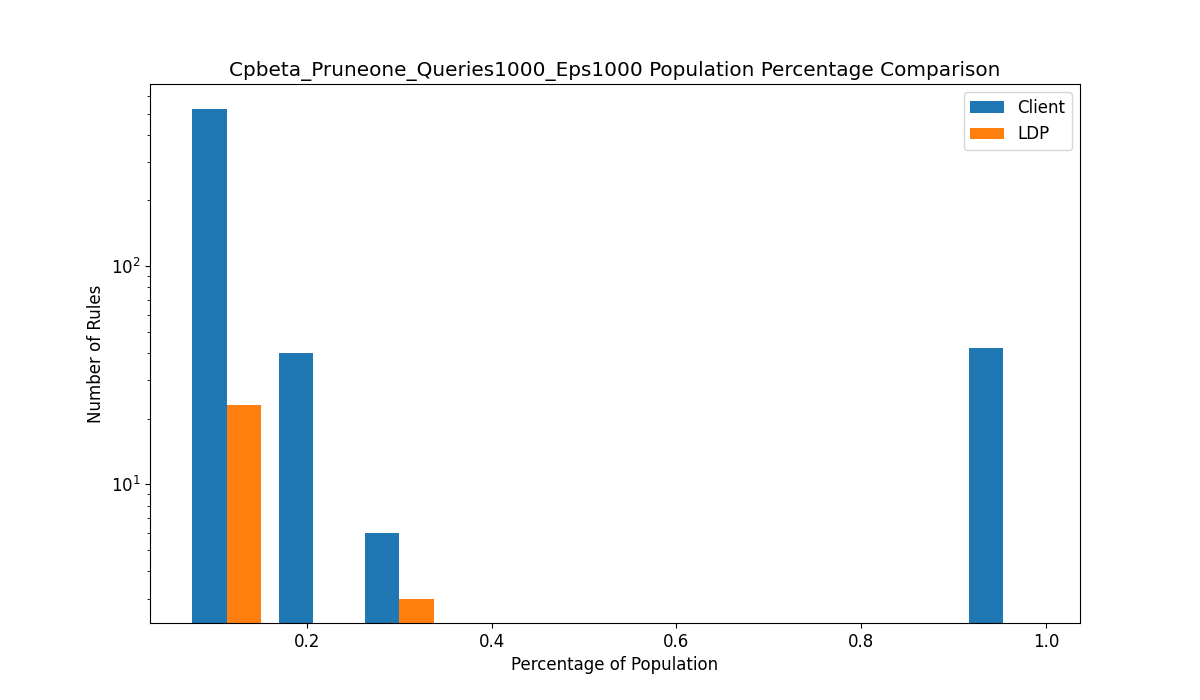 Cpbeta_Pruneone_Queries1000_Eps1000 Population Percentage Comparison
Client
LDP
Number of Rules
10²
10¹
0.2 0.4 0.6 0.8 1.0
Percentage of Population